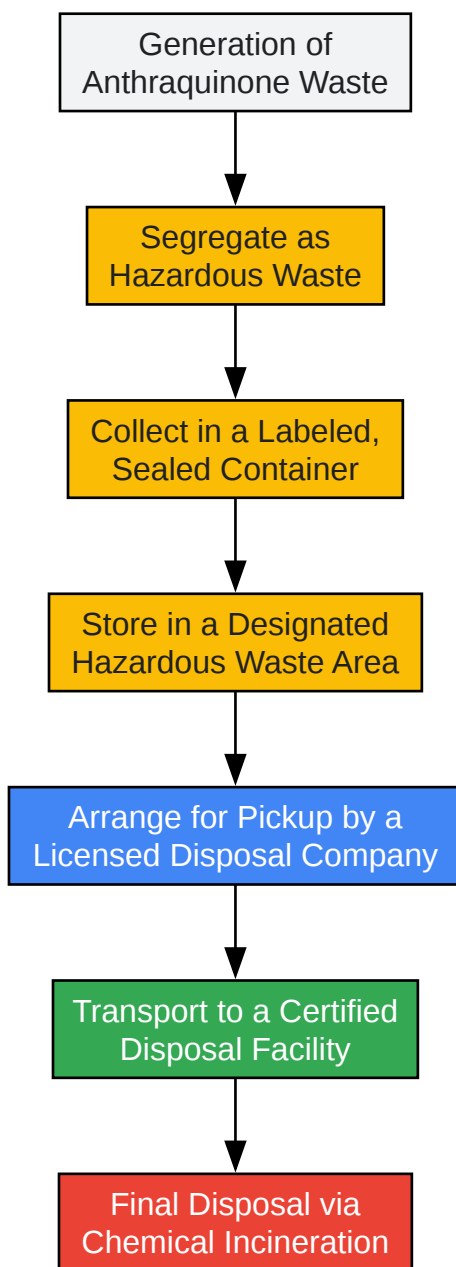 Generation of
Anthraquinone Waste
Segregate as
Hazardous Waste
Collect in a Labeled,
Sealed Container
Store in a Designated
Hazardous Waste Area
Arrange for Pickup by a
Licensed Disposal Company
Transport to a Certified
Disposal Facility
Final Disposal via
Chemical Incineration